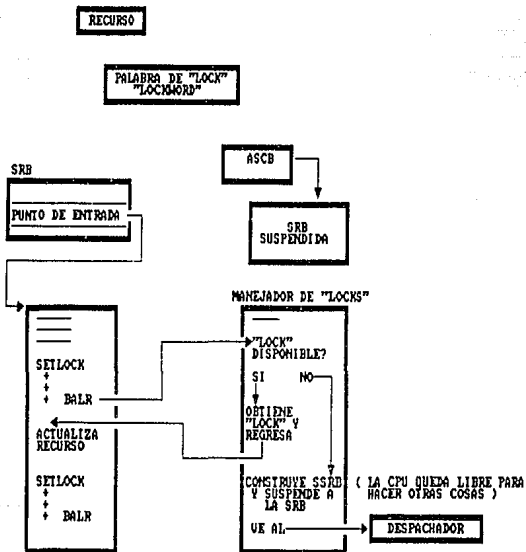 RECURSO
PALABRA DE "LOCK"
"LOCKWORD"
ASCB
SRB
PUNTO DE ENTRADA
SRB
SUSPENDIDA
MANEJADOR DE "LOCKS"
"LOCK"
DISPONIBLE?
SETLOCK
+
+
+ BALR
SI NO
OBTIENE
"LOCK" Y
REGRESA
ACTUALIZA
RECURSO
CONSTRUYE SSRB ( LA CPU QUEDA LIBRE PARA
Y SUSPENDE A HACER OTRAS COSAS )
LA SRB
SETLOCK
+
+
+ BALR
VE AL DESPACHADOR